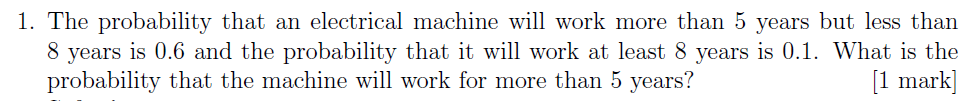 1. The probability that an electrical machine will work more than 5 years but less than
8 years is 0.6 and the probability that it will work at least 8 years is 0.1. What is the
probability that the machine will work for more than 5 years? [1 mark]